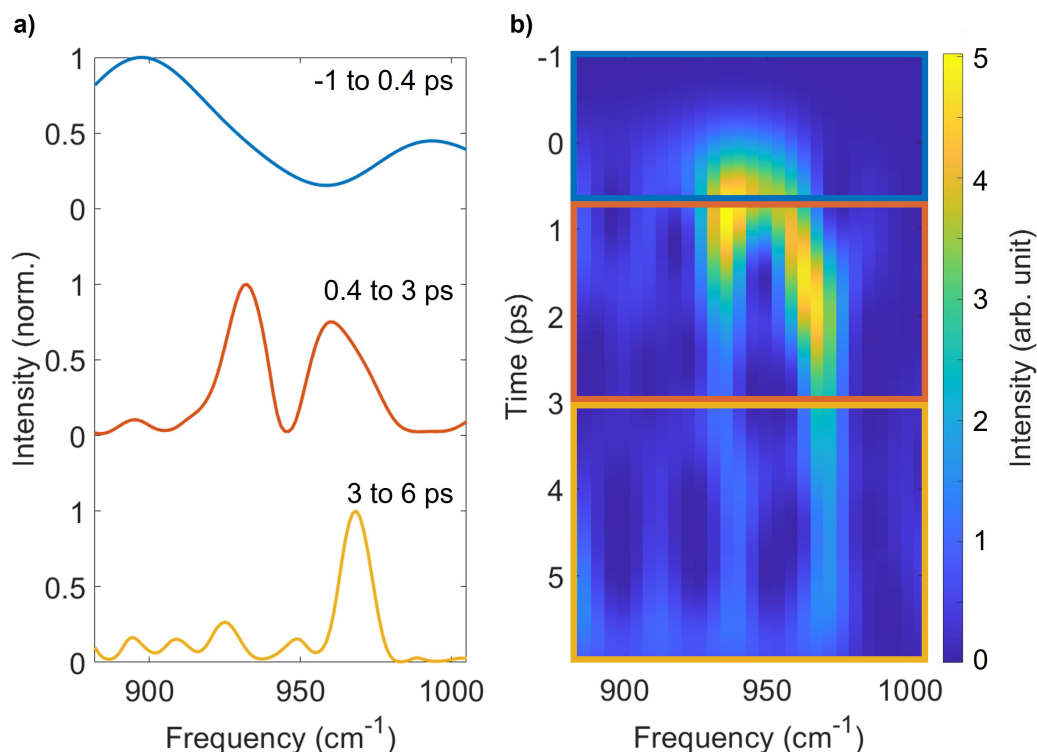 a)
Intensity (norm.)
1
0.5
0
-1 to 0.4 ps
1
0.5
0
0.4 to 3 ps
1
0.5
0
3 to 6 ps
900 950 1000
Frequency (cm-1)
b)
Time (ps)
-1
0
1
2
3
4
5
900 950 1000
Frequency (cm-1)
5
4
3
2
1
0
Intensity (arb. unit)